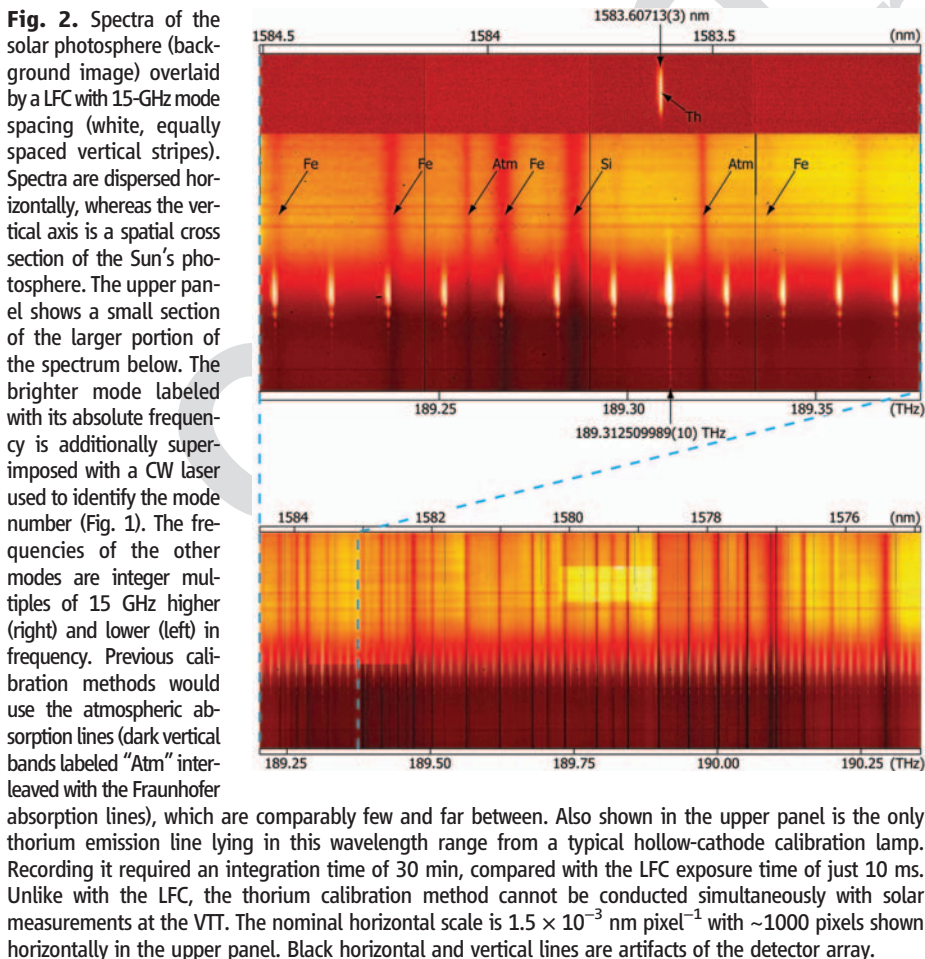 Fig. 2. Spectra of the
solar photosphere (back-
ground image) overlaid
by a LFC with 15-GHz mode
spacing (white, equally
spaced vertical stripes).
Spectra are dispersed hor-
izontally, whereas the ver-
tical axis is a spatial cross
section of the Sun's pho-
tosphere. The upper pan-
el shows a small section
of the larger portion of
the spectrum below. The
brighter mode labeled
with its absolute frequen-
cy is additionally super-
imposed with a CW laser
used to identify the mode
number (Fig. 1). The fre-
quencies of the other
modes are integer mul-
tiples of 15 GHz higher
(right) and lower (left) in
frequency. Previous cali-
bration methods would
use the atmospheric ab-
sorption lines (dark vertical
bands labeled "Atm" inter-
leaved with the Fraunhofer
absorption lines), which are comparably few and far between. Also shown in the upper panel is the only
thorium emission line lying in this wavelength range from a typical hollow-cathode calibration lamp.
Recording it required an integration time of 30 min, compared with the LFC exposure time of just 10 ms.
Unlike with the LFC, the thorium calibration method cannot be conducted simultaneously with solar
measurements at the VTT. The nominal horizontal scale is 1.5 × 10⁻³ nm pixel⁻¹ with ~1000 pixels shown
horizontally in the upper panel. Black horizontal and vertical lines are artifacts of the detector array.
1583.60713(3) nm
1584.5 1584 1583.5 (nm)
Th
Fe Fe Atm Fe Si Atm Fe
189.25 189.30 189.35 (THz)
189.312509989(10) THz
1584 1582 1580 1578 1576 (nm)
189.25 189.50 189.75 190.00 190.25 (THz)